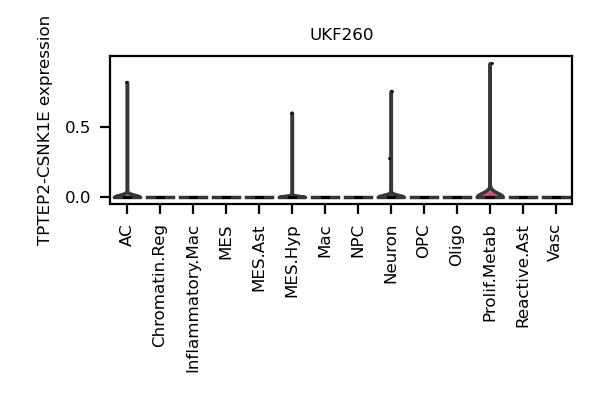 UKF260
TPTEP2-CSNK1E expression
0.5
0.0
AC
Chromatin.Reg
Inflammatory.Mac
MES
MES.Ast
MES.Hyp
Mac
NPC
Neuron
OPC
Oligo
Prolif.Metab
Reactive.Ast
Vasc